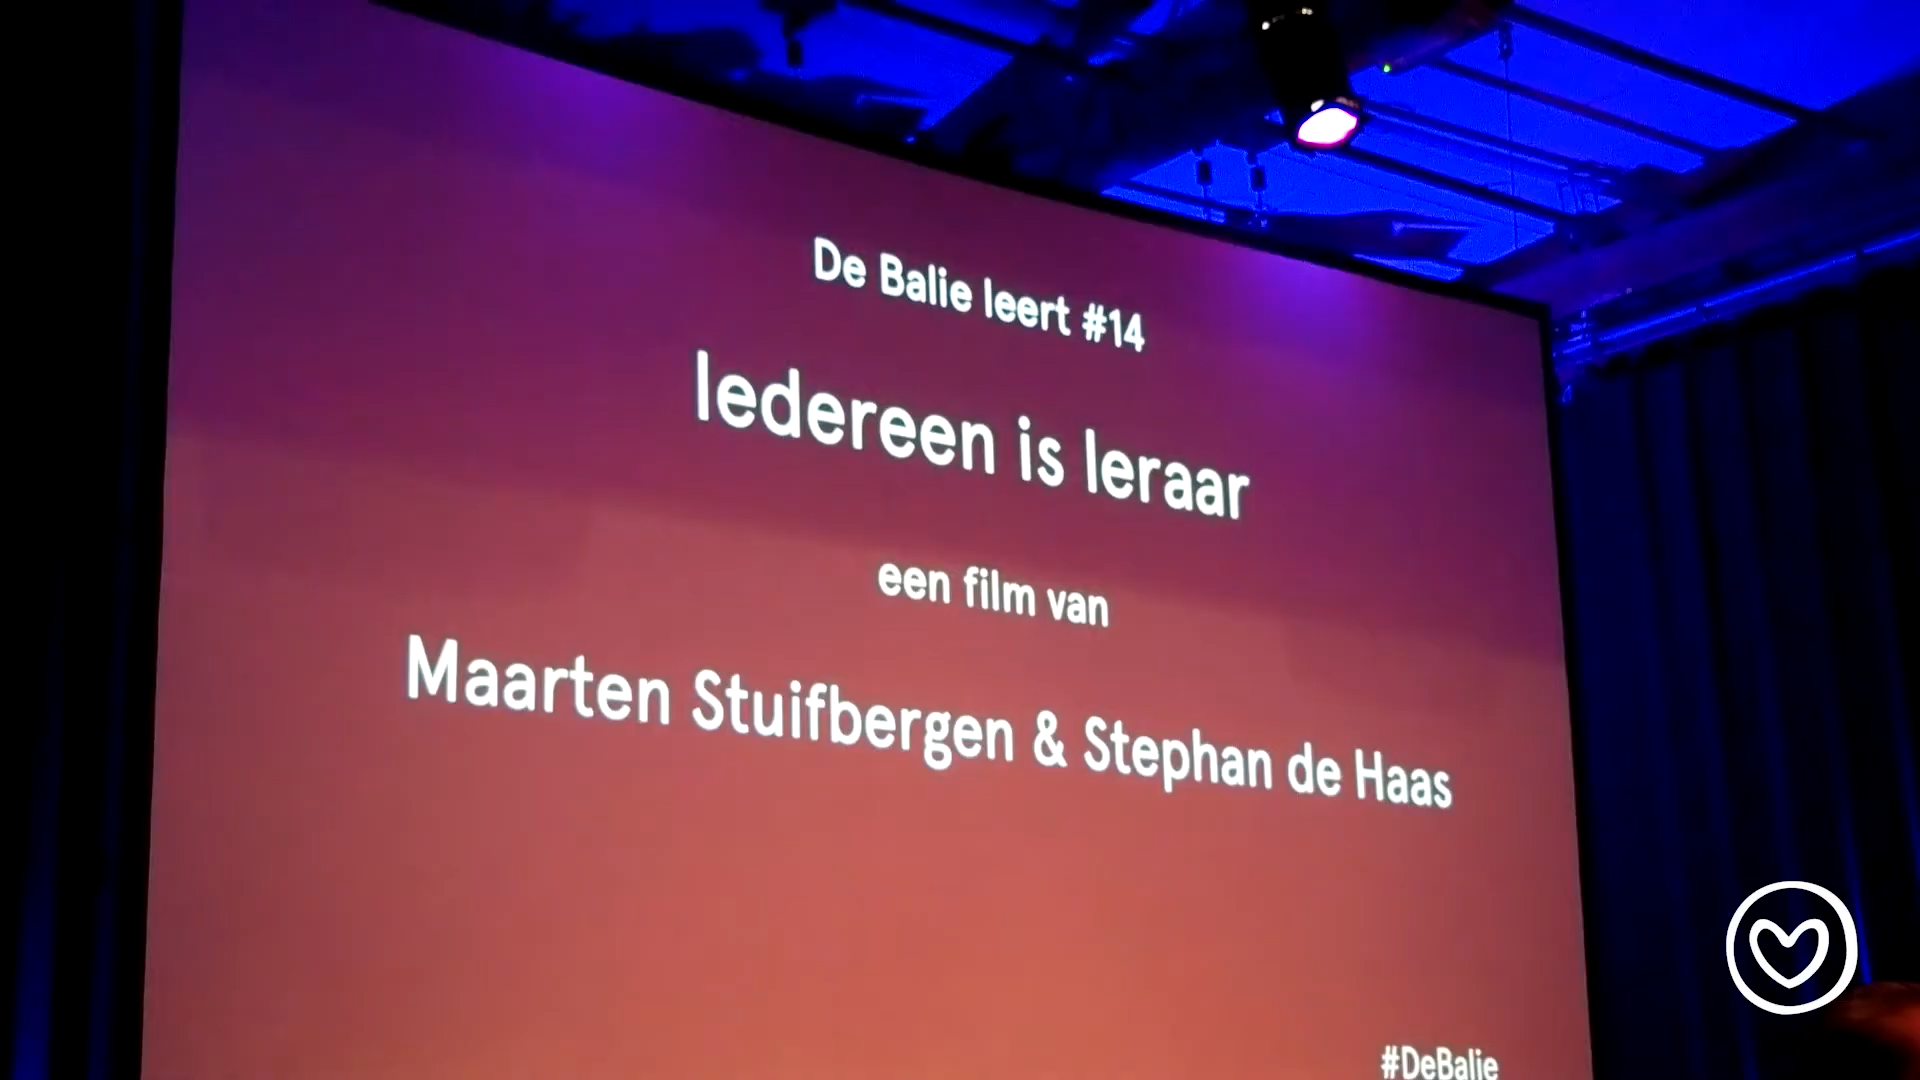 De Balie leert #14
Iedereen is leraar
een film van
Maarten Stuifbergen & Stephan de Haas
#DeBalie